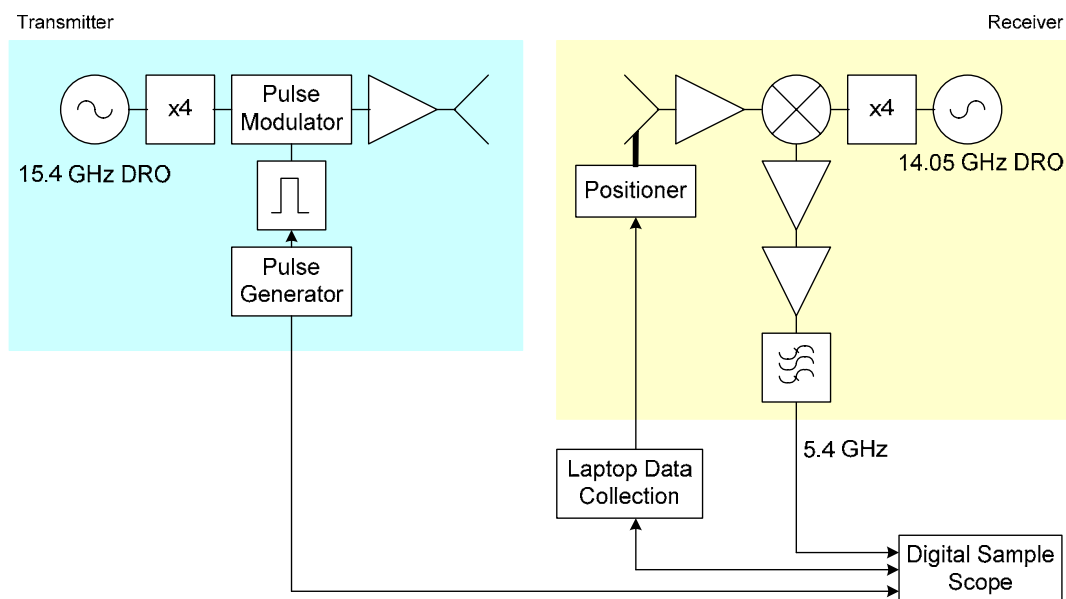 Transmitter
Receiver
x4
Pulse
Modulator
15.4 GHz DRO
Pulse
Generator
x4
14.05 GHz DRO
Positioner
5.4 GHz
Laptop Data
Collection
Digital Sample
Scope